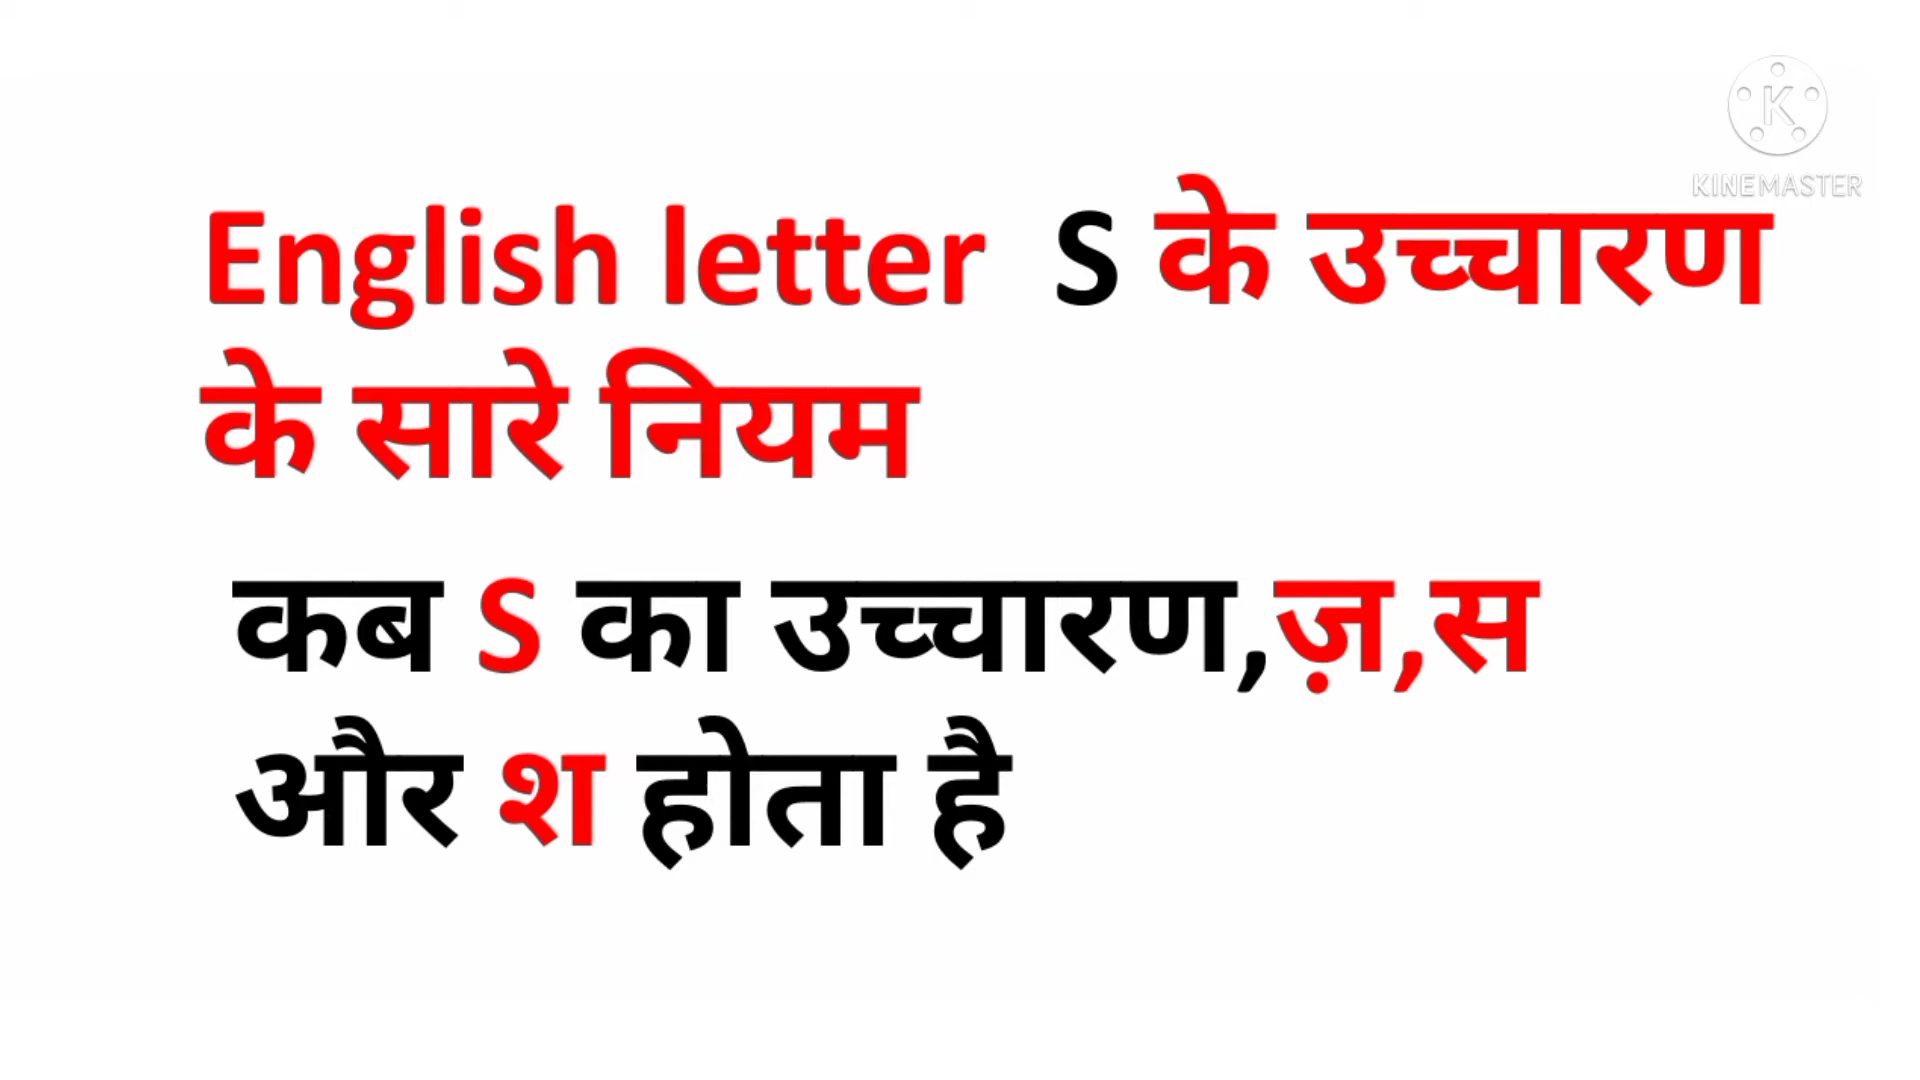 K
KINEMASTER
English letter S के उच्चारण
के सारे नियम
कब S का उच्चारण,ज़,स
और श होता है